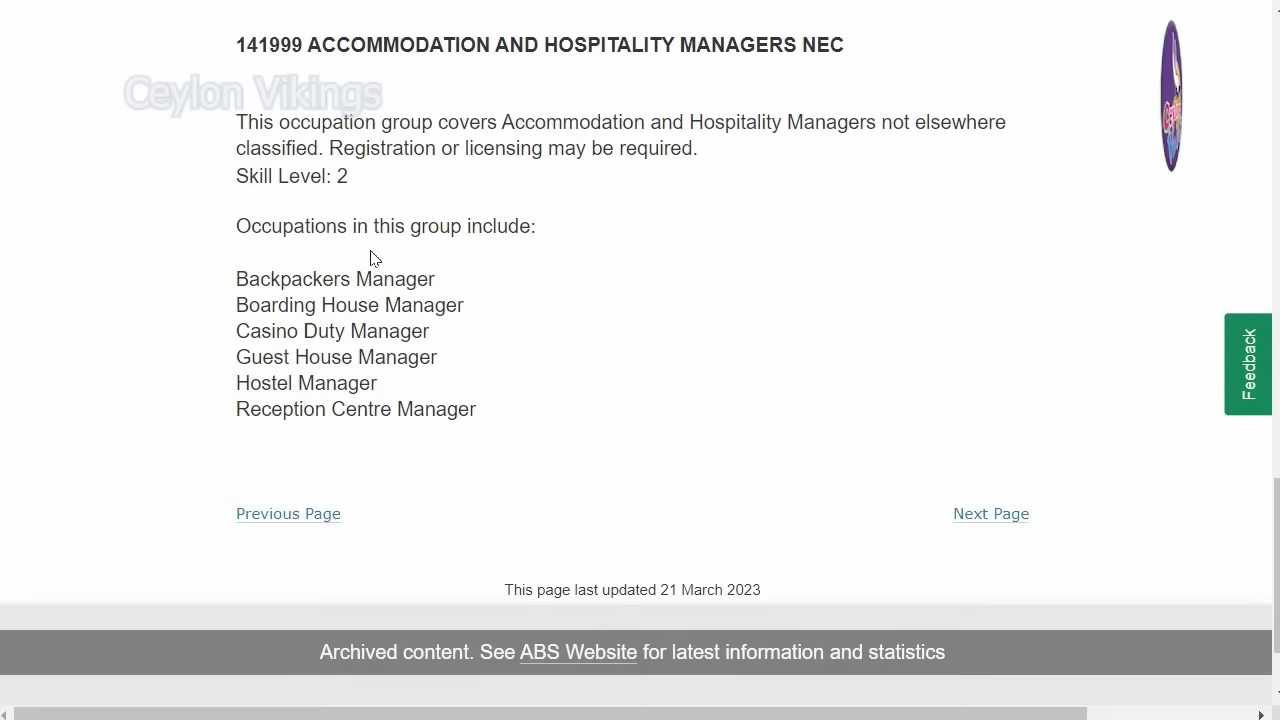 141999 ACCOMMODATION AND HOSPITALITY MANAGERS NEC
Ceylon Vikings
This occupation group covers Accommodation and Hospitality Managers not elsewhere
classified. Registration or licensing may be required.
Skill Level: 2
Occupations in this group include:
Backpackers Manager
Boarding House Manager
Casino Duty Manager
Guest House Manager
Hostel Manager
Reception Centre Manager
Feedback
Previous Page
Next Page
This page last updated 21 March 2023
Archived content. See ABS Website for latest information and statistics